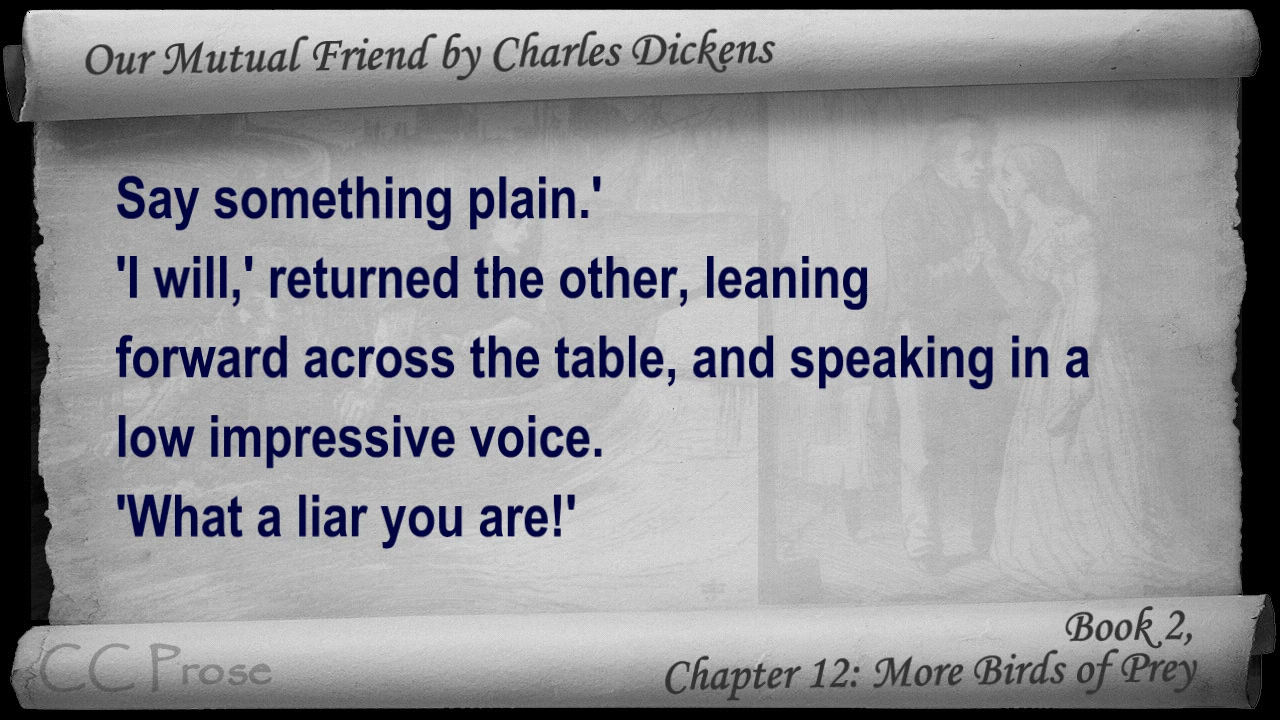 Our Mutual Friend by Charles Dickens
Say something plain.'
'I will,' returned the other, leaning
forward across the table, and speaking in a
low impressive voice.
'What a liar you are!'
Book 2,
Chapter 12: More Birds of Prey
CC Prose